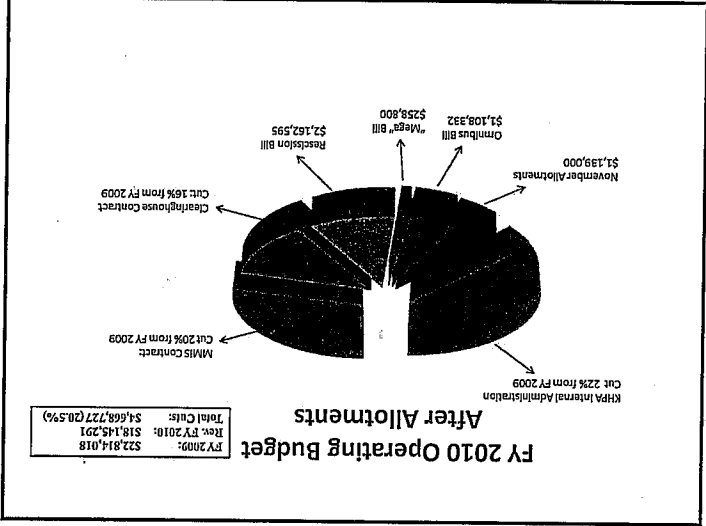 FY 2010 Operating Budget
After Allotments
FY 2009: $22,814,018
Rev. FY 2010: $18,145,291
Total Cuts: $4,668,727 (20.5%)
MMIS Contract:
Cut 20% from FY 2009
KHPA Internal Administration
Cut 22% from FY 2009
Clearinghouse Contract:
Cut: 16% from FY 2009
Rescission Bill
$2,162,595
"Mega" Bill
$258,800
Omnibus Bill
$1,108,332
November Allotments
$1,139,000